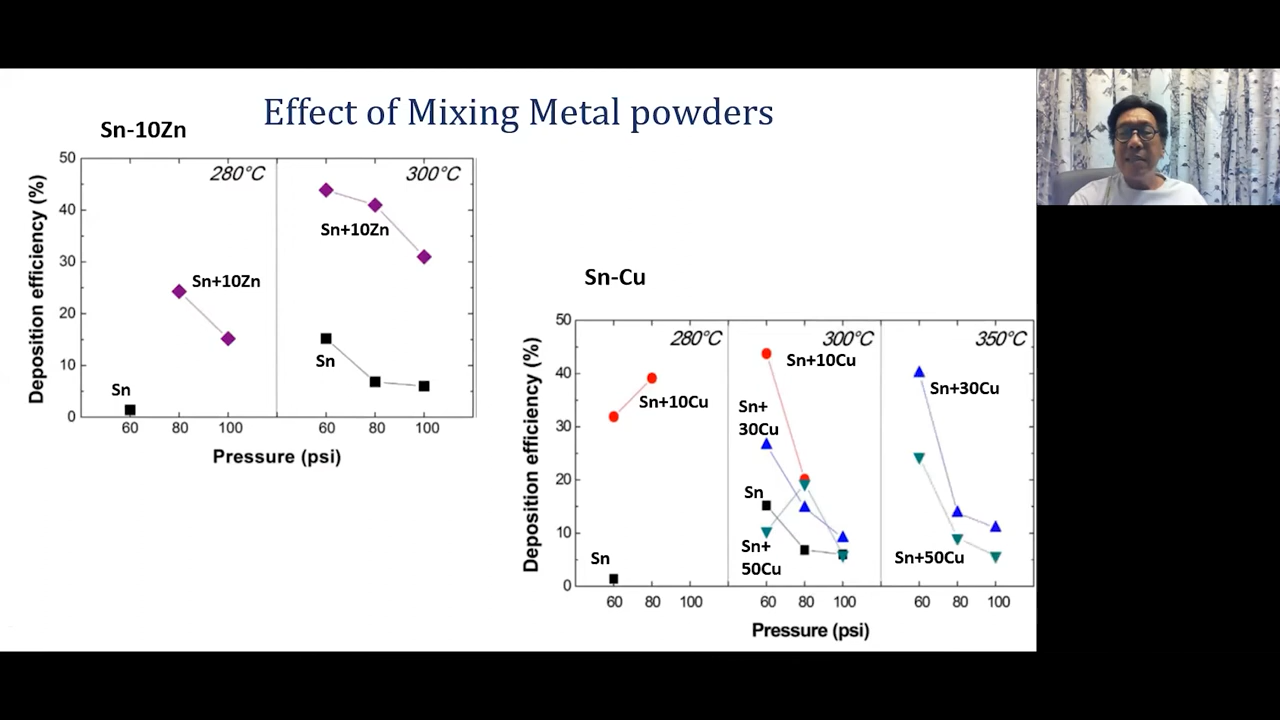 Effect of Mixing Metal powders
Sn-10Zn
Deposition efficiency (%)
50
40
30
20
10
0
280°C
300°C
Sn+10Zn
Sn+10Zn
Sn
Sn
60
80
100
60
80
100
Pressure (psi)
Sn-Cu
Deposition efficiency (%)
50
40
30
20
10
0
280°C
300°C
350°C
Sn+10Cu
Sn
Sn+10Cu
Sn+
30Cu
Sn
Sn+
50Cu
Sn+30Cu
Sn+50Cu
60
80
100
60
80
100
60
80
100
Pressure (psi)